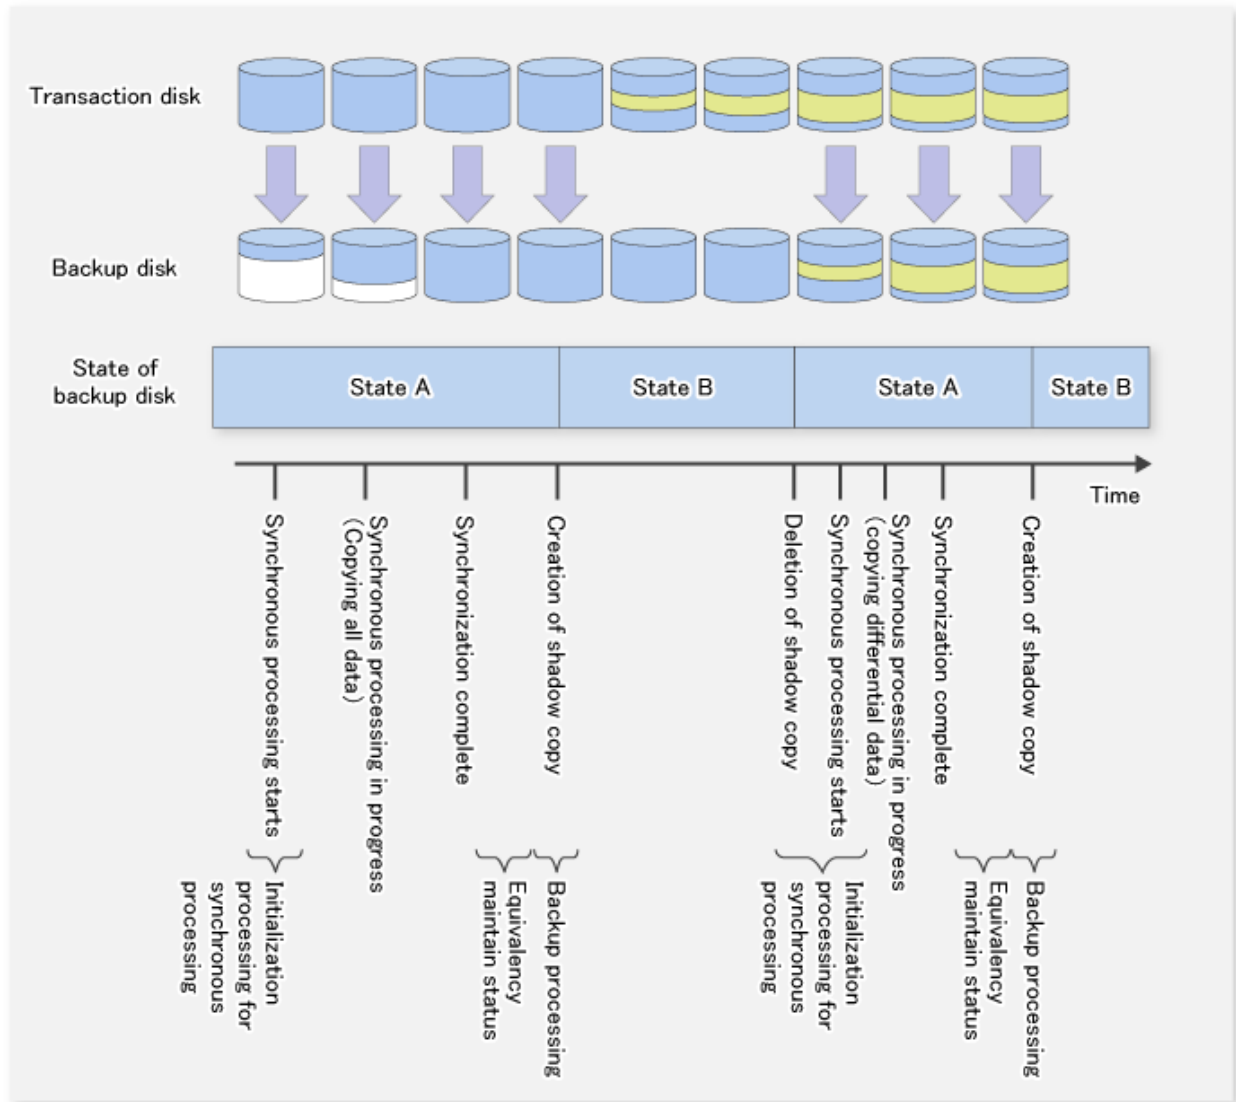 Transaction disk
Backup disk
State of
backup disk
State A
State B
State A
State B
Time
Synchronous processing starts
Synchronous processing in progress
(Copying all data)
Synchronization complete
Creation of shadow copy
Deletion of shadow copy
Synchronous processing starts
Synchronous processing in progress
(copying differential data)
Synchronization complete
Creation of shadow copy
Initialization
processing for
synchronous
processing
Equivalency
maintain status
Backup processing
Initialization
processing for
synchronous
processing
Equivalency
maintain status
Backup processing